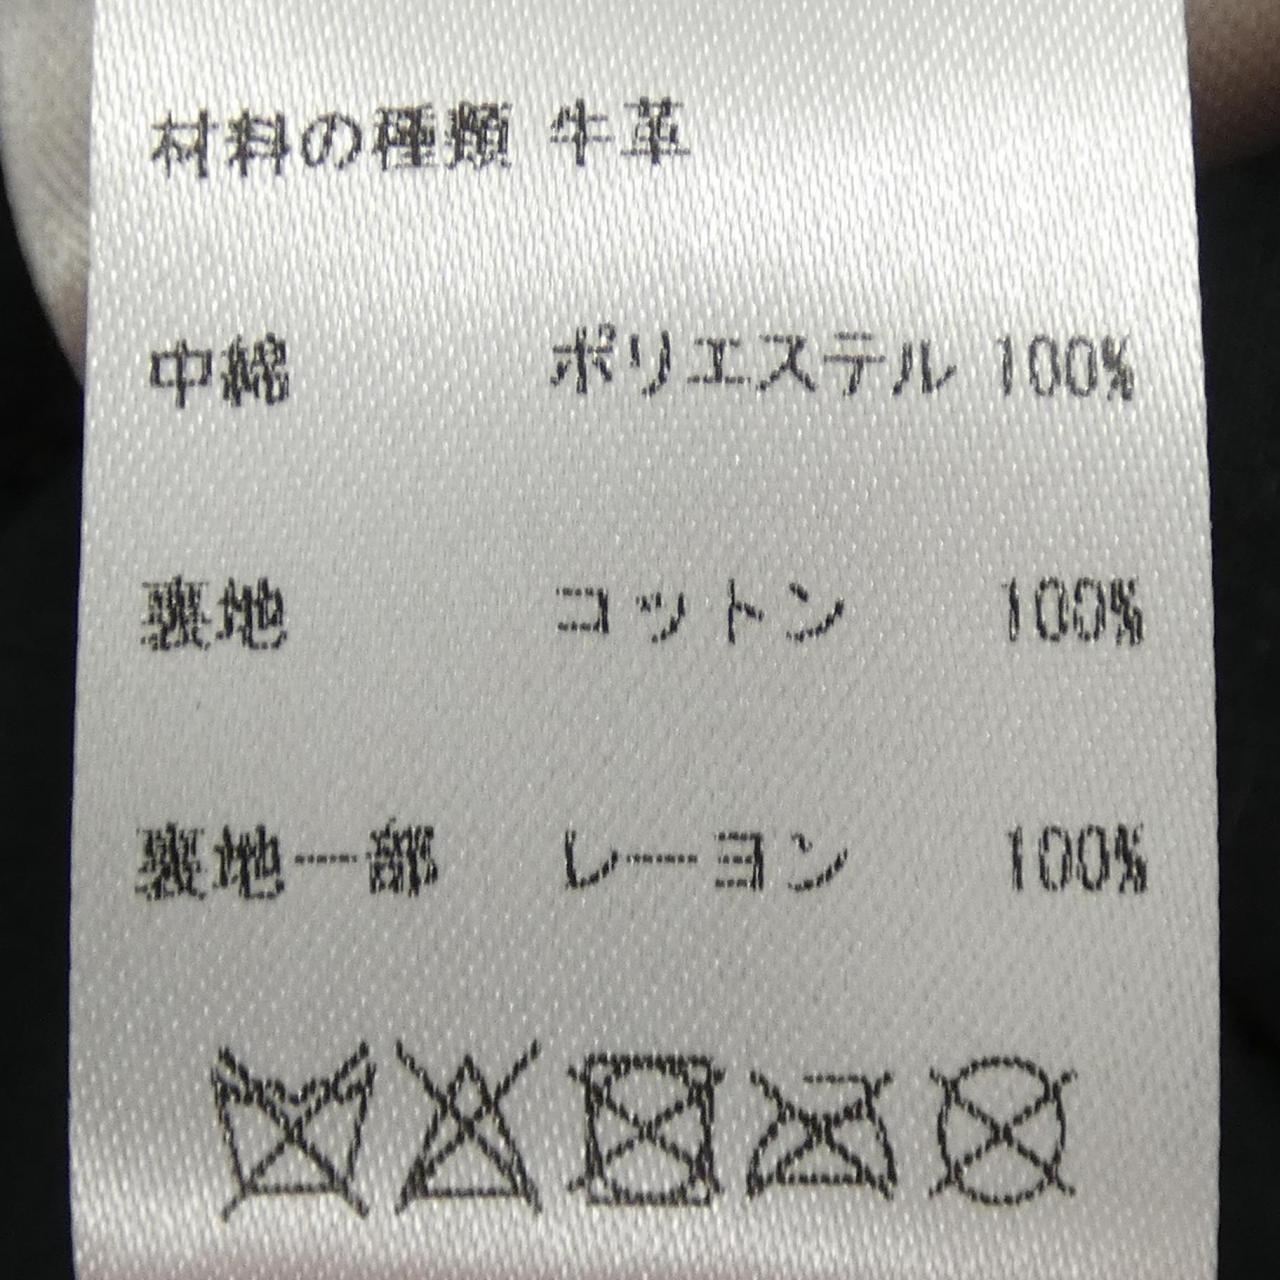 材料の種類 牛革
中綿 ポリエステル 100%
裏地 コットン 100%
裏地一部 レーヨン 100%